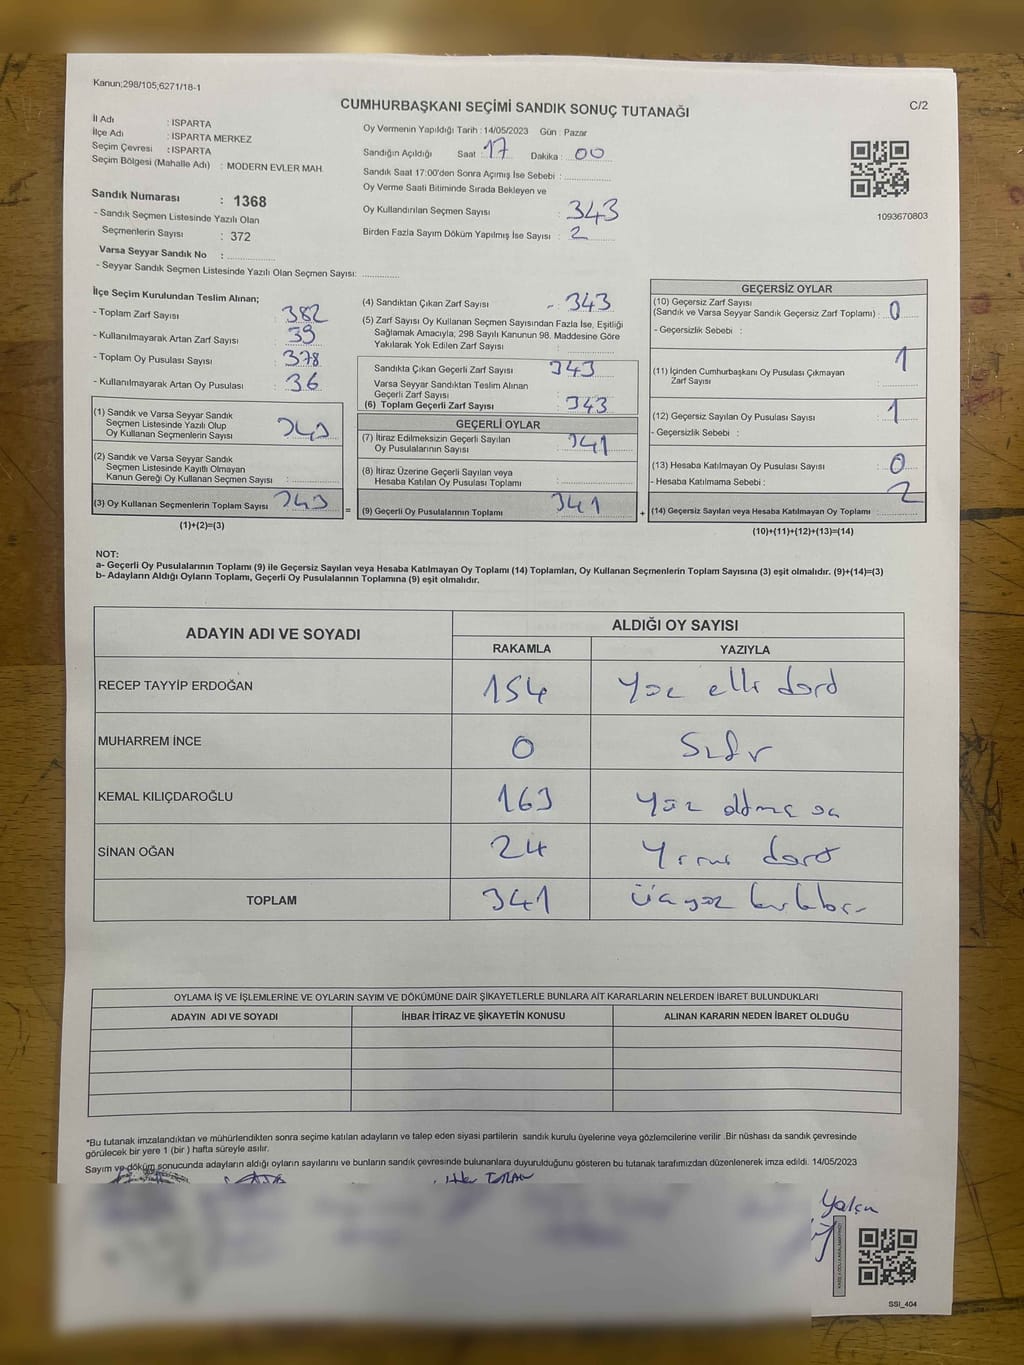 Kanun;298/105,6271/18-1
CUMHURBAŞKANI SEÇİMİ SANDIK SONUÇ TUTANAĞI
C/2
İl Adı : ISPARTA
İlçe Adı : ISPARTA MERKEZ
Seçim Çevresi : ISPARTA
Seçim Bölgesi (Mahalle Adı) : MODERN EVLER MAH.
Sandık Numarası : 1368
- Sandık Seçmen Listesinde Yazılı Olan
Seçmenlerin Sayısı : 372
Varsa Seyyar Sandık No : ...............
- Seyyar Sandık Seçmen Listesinde Yazılı Olan Seçmen Sayısı: ............
Oy Vermenin Yapıldığı Tarih : 14/05/2023 Gün : Pazar
Sandığın Açıldığı Saat : 17 Dakika : 00
Sandık Saat 17:00'den Sonra Açımış İse Sebebi : ...............
Oy Verme Saati Bitiminde Sırada Bekleyen ve
Oy Kullandırılan Seçmen Sayısı : 343
Birden Fazla Sayım Döküm Yapılmış İse Sayısı : 2
1093670803
İlçe Seçim Kurulundan Teslim Alınan;
- Toplam Zarf Sayısı : 382
- Kullanılmayarak Artan Zarf Sayısı : 39
- Toplam Oy Pusulası Sayısı : 378
- Kullanılmayarak Artan Oy Pusulası : 36
(1) Sandık ve Varsa Seyyar Sandık
Seçmen Listesinde Yazılı Olup
Oy Kullanan Seçmenlerin Sayısı : 343
(2) Sandık ve Varsa Seyyar Sandık
Seçmen Listesinde Kayıtlı Olmayan
Kanun Gereği Oy Kullanan Seçmen Sayısı : ...............
(3) Oy Kullanan Seçmenlerin Toplam Sayısı : 343
(1)+(2)=(3)
=
(4) Sandıktan Çıkan Zarf Sayısı : 343
(5) Zarf Sayısı Oy Kullanan Seçmen Sayısından Fazla İse, Eşitliği
Sağlamak Amacıyla; 298 Sayılı Kanunun 98. Maddesine Göre
Yakılarak Yok Edilen Zarf Sayısı : ...............
Sandıkta Çıkan Geçerli Zarf Sayısı : 343
Varsa Seyyar Sandıktan Teslim Alınan
Geçerli Zarf Sayısı : ...............
(6) Toplam Geçerli Zarf Sayısı : 343
GEÇERLİ OYLAR
(7) İtiraz Edilmeksizin Geçerli Sayılan
Oy Pusulalarının Sayısı : 341
(8) İtiraz Üzerine Geçerli Sayılan veya
Hesaba Katılan Oy Pusulası Toplamı : ...............
(9) Geçerli Oy Pusulalarının Toplamı : 341
+
GEÇERSİZ OYLAR
(10) Geçersiz Zarf Sayısı
(Sandık ve Varsa Seyyar Sandık Geçersiz Zarf Toplamı) : 0
- Geçersizlik Sebebi :
(11) İçinden Cumhurbaşkanı Oy Pusulası Çıkmayan
Zarf Sayısı : 1
(12) Geçersiz Sayılan Oy Pusulası Sayısı : 1
- Geçersizlik Sebebi :
(13) Hesaba Katılmayan Oy Pusulası Sayısı : 0
- Hesaba Katılmama Sebebi :
(14) Geçersiz Sayılan veya Hesaba Katılmayan Oy Toplamı : 2
(10)+(11)+(12)+(13)=(14)
NOT:
a- Geçerli Oy Pusulalarının Toplamı (9) ile Geçersiz Sayılan veya Hesaba Katılmayan Oy Toplamı (14) Toplamları, Oy Kullanan Seçmenlerin Toplam Sayısına (3) eşit olmalıdır. (9)+(14)=(3)
b- Adayların Aldığı Oyların Toplamı, Geçerli Oy Pusulalarının Toplamına (9) eşit olmalıdır.
ADAYIN ADI VE SOYADI
ALDIĞI OY SAYISI
RAKAMLA YAZIYLA
RECEP TAYYİP ERDOĞAN 154 Yüz elli dört
MUHARREM İNCE 0 Sıfır
KEMAL KILIÇDAROĞLU 163 Yüz altmış üç
SİNAN OĞAN 24 Yirmi dört
TOPLAM 341 üçyüz kırkbir
OYLAMA İŞ VE İŞLEMLERİNE VE OYLARIN SAYIM VE DÖKÜMÜNE DAİR ŞİKAYETLERLE BUNLARA AİT KARARLARIN NELERDEN İBARET BULUNDUKLARI
ADAYIN ADI VE SOYADI İHBAR İTİRAZ VE ŞİKAYETİN KONUSU ALINAN KARARIN NEDEN İBARET OLDUĞU
*Bu tutanak imzalandıktan ve mühürlendikten sonra seçime katılan adayların ve talep eden siyasi partilerin sandık kurulu üyelerine veya gözlemcilerine verilir .Bir nüshası da sandık çevresinde
görülecek bir yere 1 (bir ) hafta süreyle asılır.
Sayım ve döküm sonucunda adayların aldığı oyların sayılarını ve bunların sandık çevresinde bulunanlara duyurulduğunu gösteren bu tutanak tarafımızdan düzenlenerek imza edildi. 14/05/2023
Yalçın
SSI_404